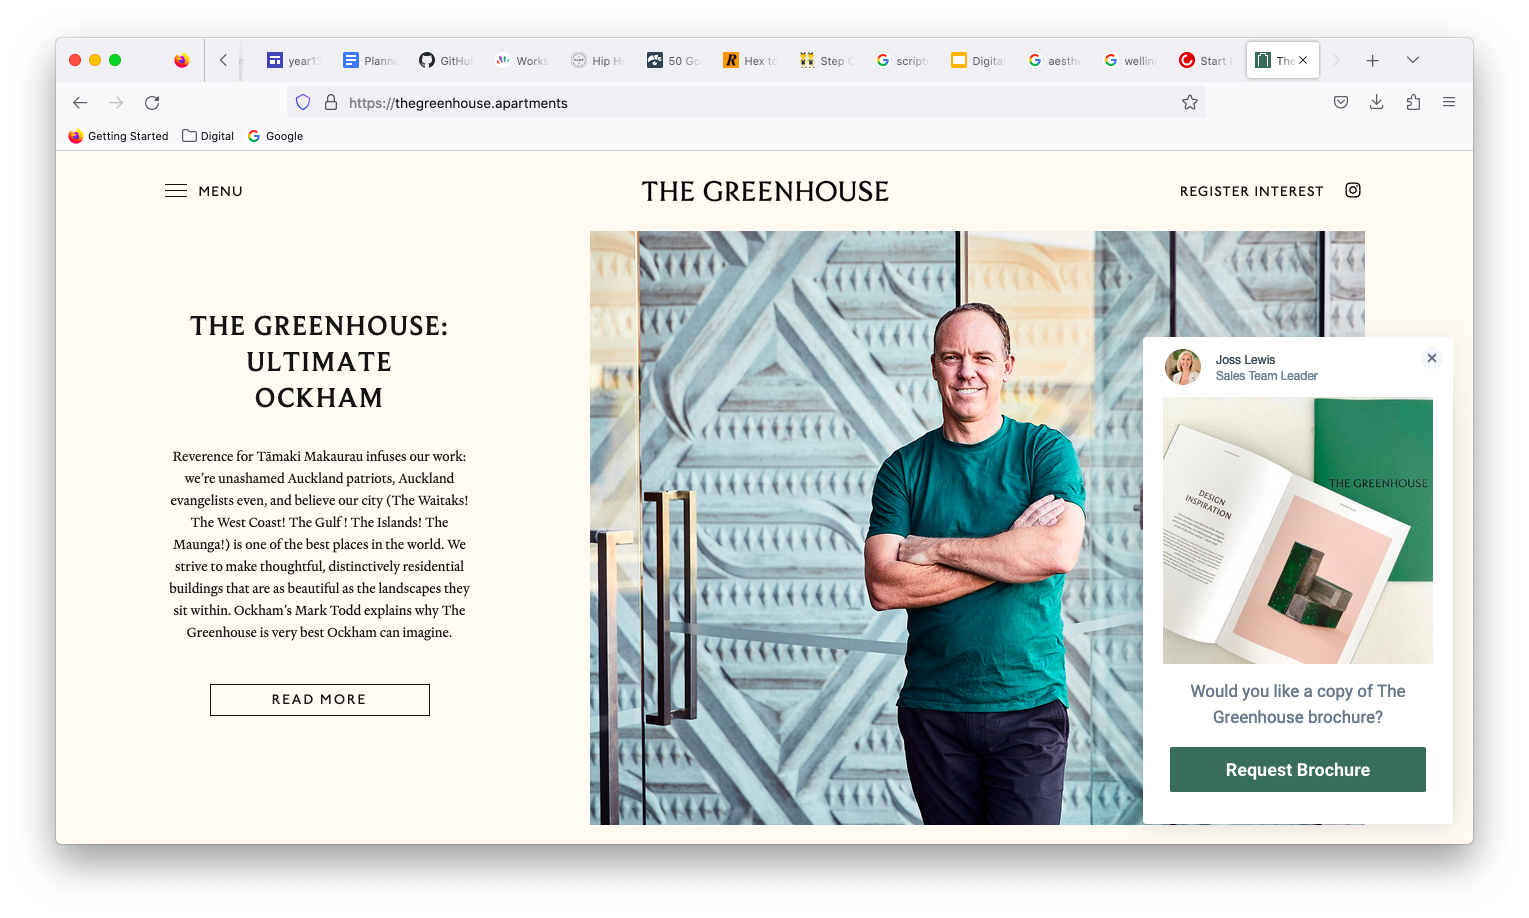 year13
Plann
GitHu
Works
Hip H
50 Go
Hex to
Step
script
Digital
aesthe
welling
Start
The
https://thegreenhouse.apartments
Getting Started
Digital
Google
MENU
THE GREENHOUSE
REGISTER INTEREST
THE GREENHOUSE:
ULTIMATE
OCKHAM
Reverence for Tāmaki Makaurau infuses our work:
we’re unashamed Auckland patriots, Auckland
evangelists even, and believe our city (The Waitaks!
The West Coast! The Gulf! The Islands! The
Maunga!) is one of the best places in the world. We
strive to make thoughtful, distinctively residential
buildings that are as beautiful as the landscapes they
sit within. Ockham’s Mark Todd explains why The
Greenhouse is very best Ockham can imagine.
READ MORE
Joss Lewis
Sales Team Leader
THE GREENHOUSE
DESIGN
INSPIRATION
Would you like a copy of The
Greenhouse brochure?
Request Brochure